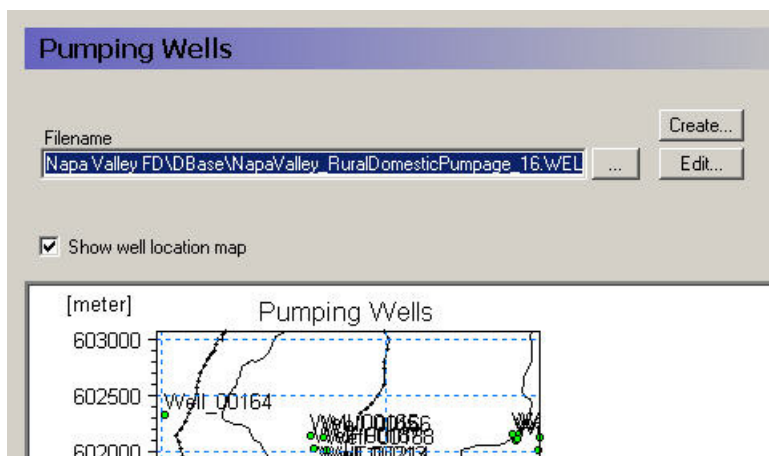 Pumping Wells
Create...
Filename
Napa Valley FD\DBase\NapaValley_RuralDomesticPumpage_16.WEL
...
Edit...
Show well location map
[meter]
Pumping Wells
603000
602500
Well_00164
602000